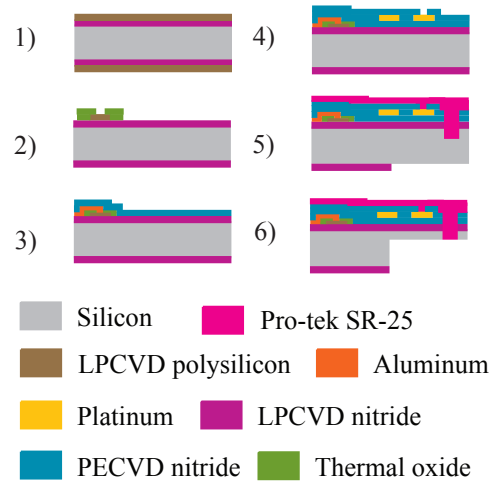 1)
4)
2)
5)
3)
6)
Silicon
Pro-tek SR-25
LPCVD polysilicon
Aluminum
Platinum
LPCVD nitride
PECVD nitride
Thermal oxide